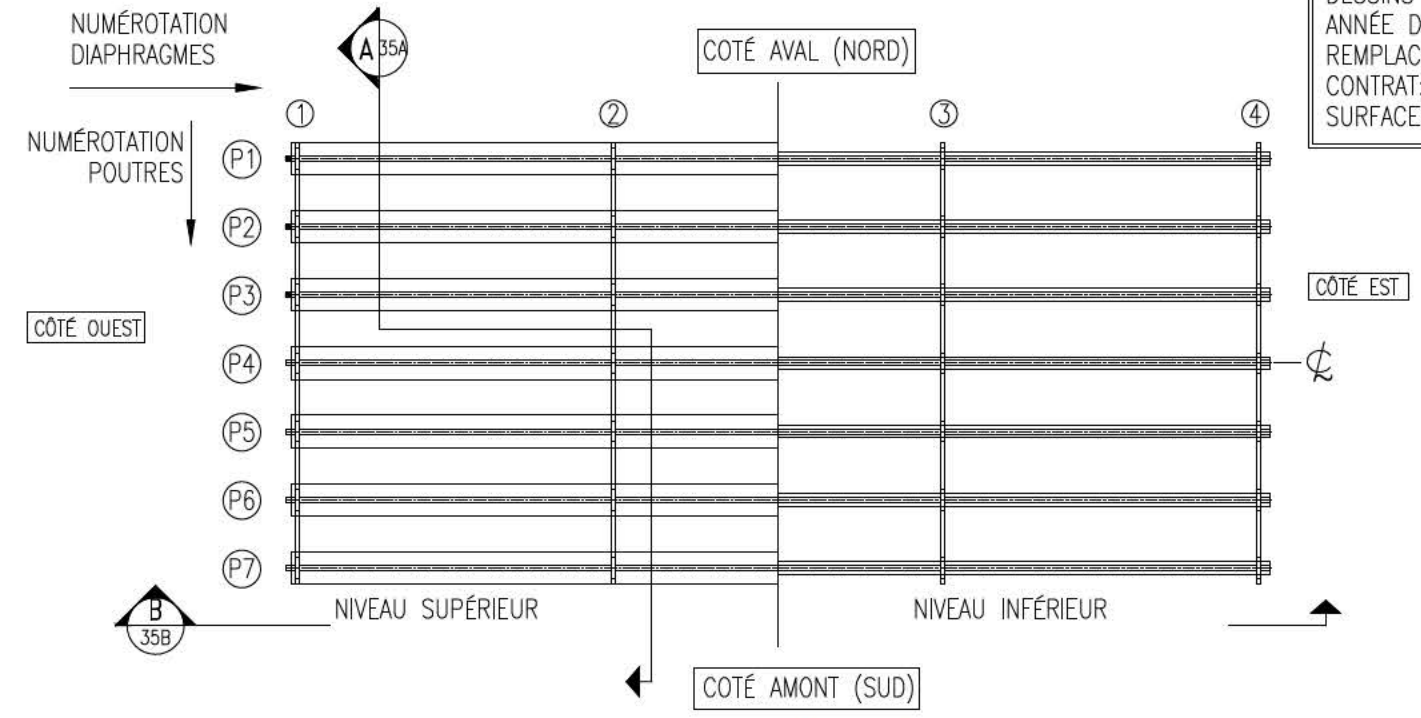 NUMÉROTATION
DIAPHRAGMES
A 35A
COTÉ AVAL (NORD)
ANNÉE D
REMPLAC
CONTRAT:
SURFACE
1 2 3 4
NUMÉROTATION
POUTRES
P1
P2
P3
CÔTÉ OUEST
CÔTÉ EST
P4
P5
P6
P7
NIVEAU SUPÉRIEUR
NIVEAU INFÉRIEUR
B
35B
COTÉ AMONT (SUD)